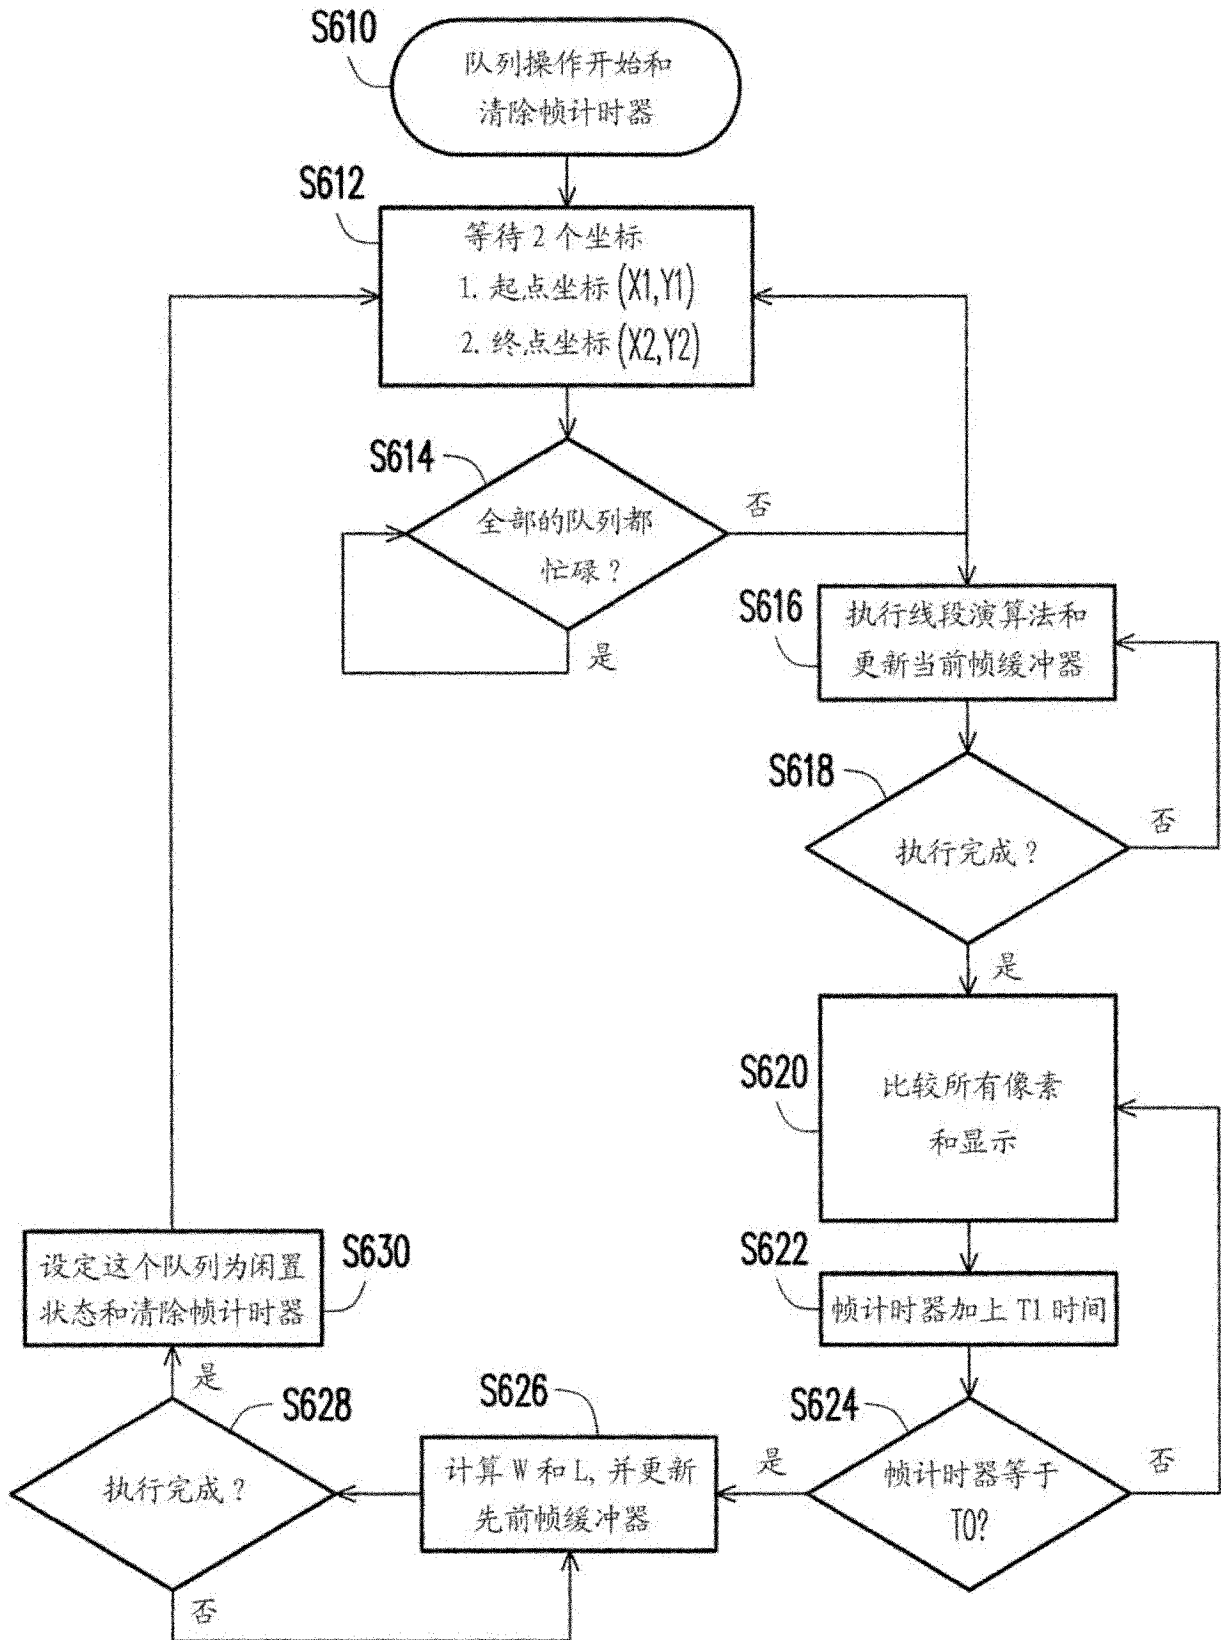 S610
队列操作开始和
清除帧计时器
S612
等待2个坐标
1. 起点坐标(X1,Y1)
2. 终点坐标(X2,Y2)
S614
全部的队列都
忙碌?
否
是
S616
执行线段演算法和
更新当前帧缓冲器
S618
执行完成?
否
是
S620
比较所有像素
和显示
S622
帧计时器加上T1时间
S624
帧计时器等于
T0?
否
是
S626
计算W和L,并更新
先前帧缓冲器
S628
执行完成?
否
是
S630
设定这个队列为闲置
状态和清除帧计时器